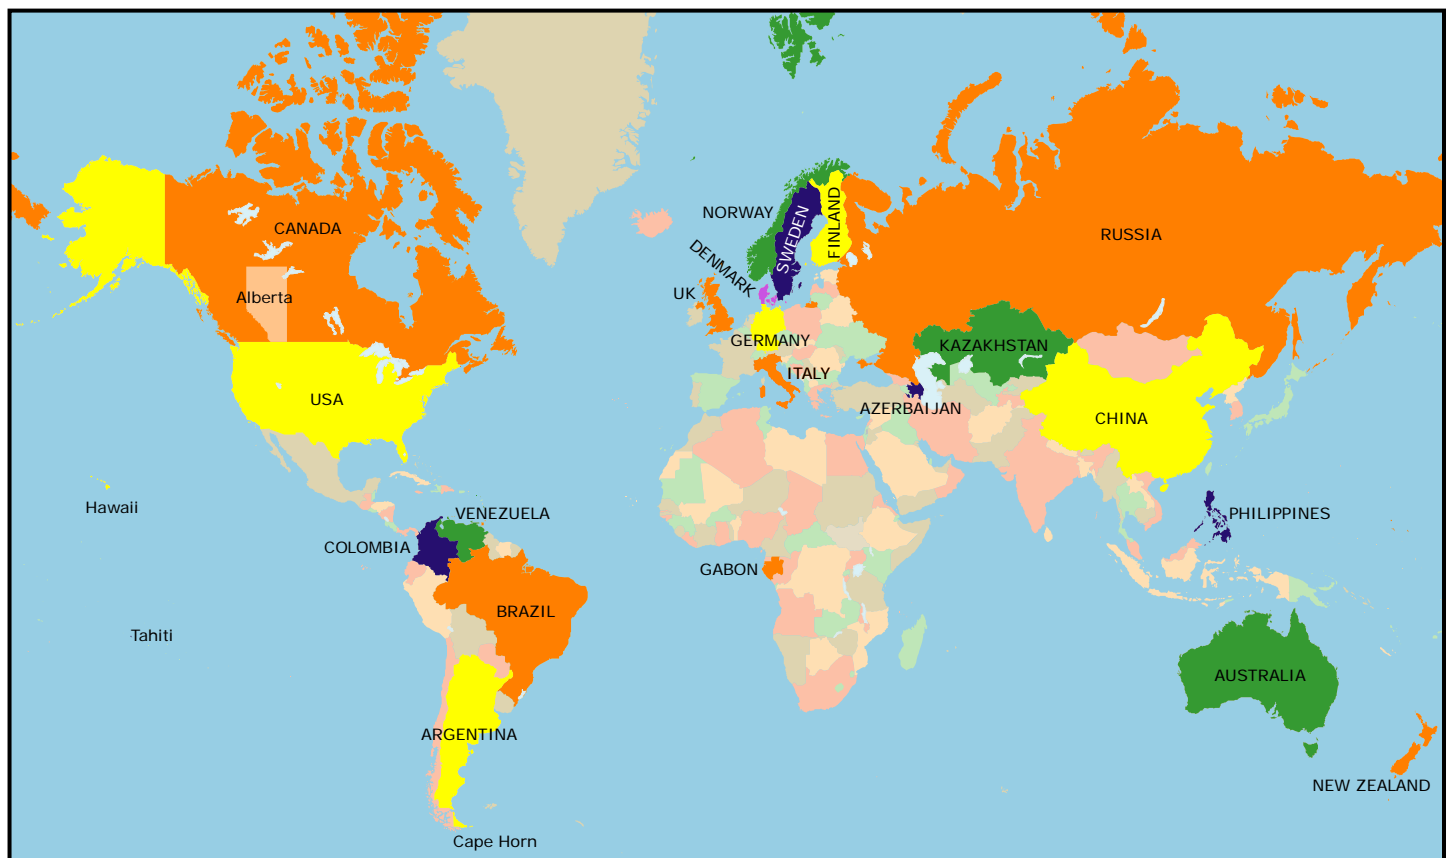 NORWAY
SWEDEN
FINLAND
CANADA
RUSSIA
DENMARK
UK
Alberta
GERMANY
KAZAKHSTAN
ITALY
USA
AZERBAIJAN
CHINA
Hawaii
VENEZUELA
PHILIPPINES
COLOMBIA
GABON
BRAZIL
Tahiti
AUSTRALIA
ARGENTINA
NEW ZEALAND
Cape Horn